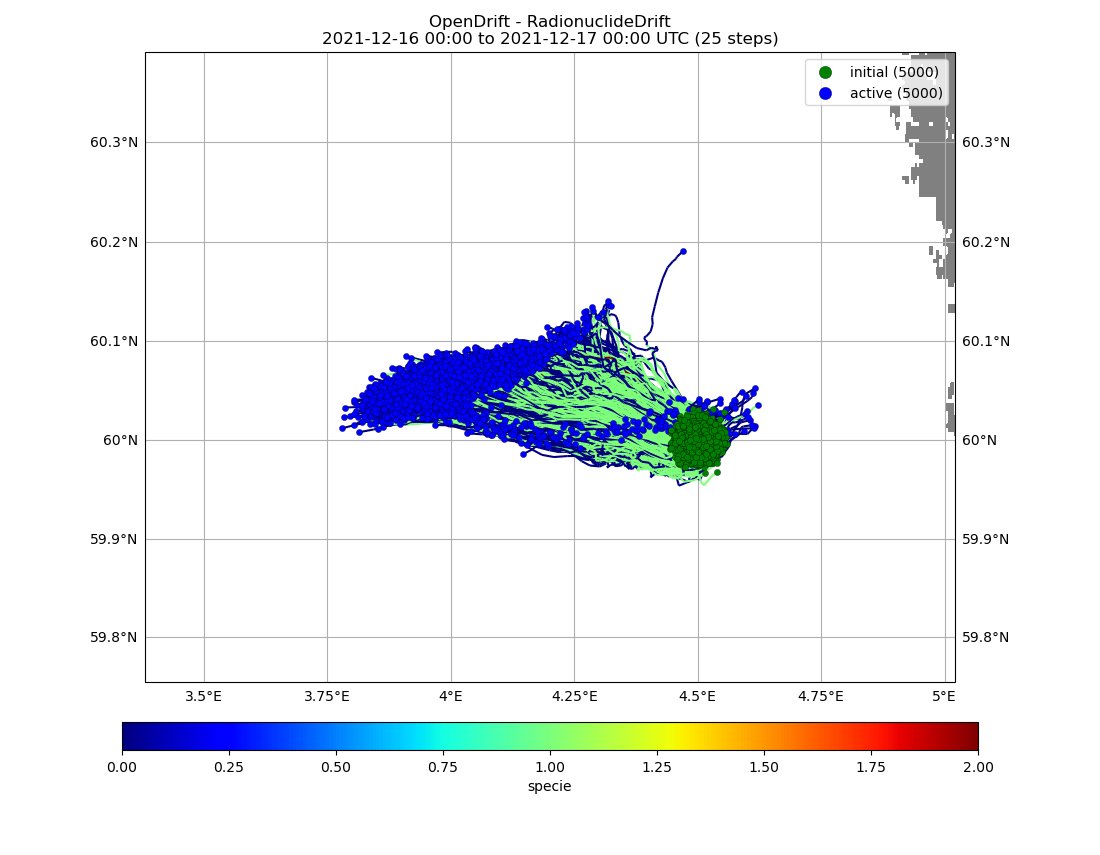 OpenDrift - RadionuclideDrift
2021-12-16 00:00 to 2021-12-17 00:00 UTC (25 steps)
initial (5000)
active (5000)
60.3°N 60.3°N
60.2°N 60.2°N
60.1°N 60.1°N
60°N 60°N
59.9°N 59.9°N
59.8°N 59.8°N
3.5°E 3.75°E 4°E 4.25°E 4.5°E 4.75°E 5°E
0.00 0.25 0.50 0.75 1.00 1.25 1.50 1.75 2.00
specie